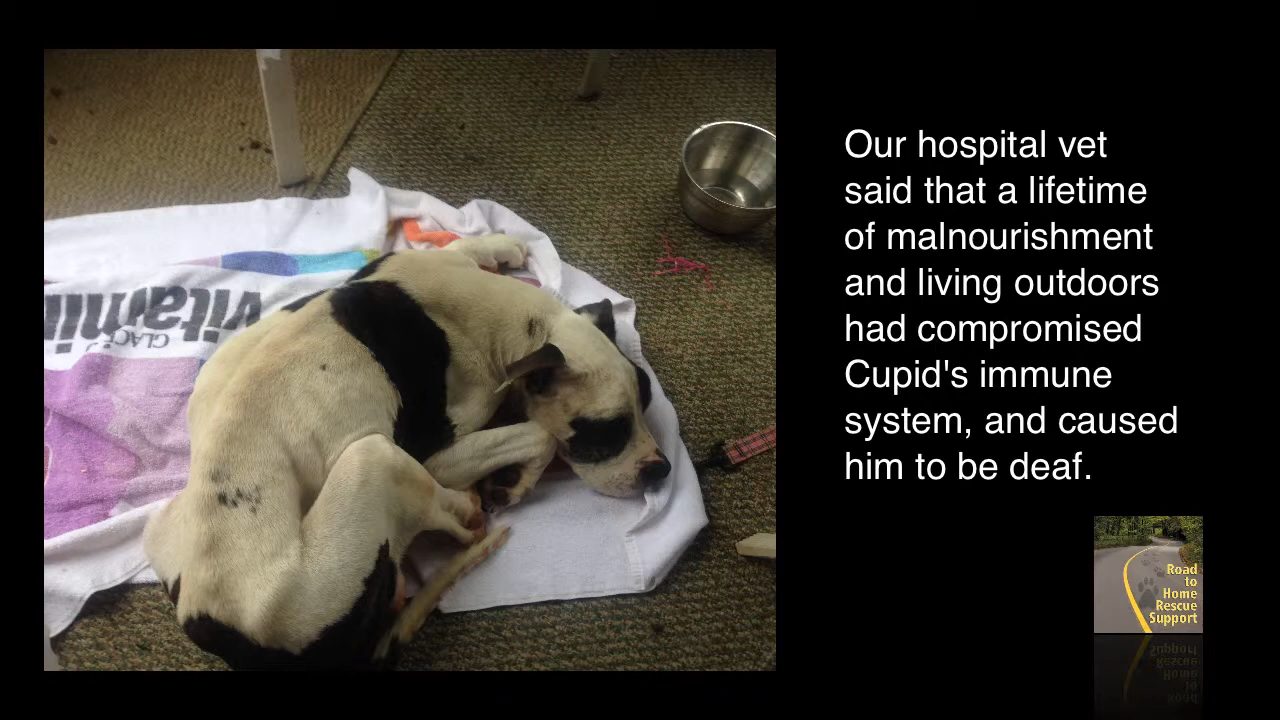 Our hospital vet
said that a lifetime
of malnourishment
and living outdoors
had compromised
Cupid's immune
system, and caused
him to be deaf.
vitamin
Road
to
Home
Rescue
Support